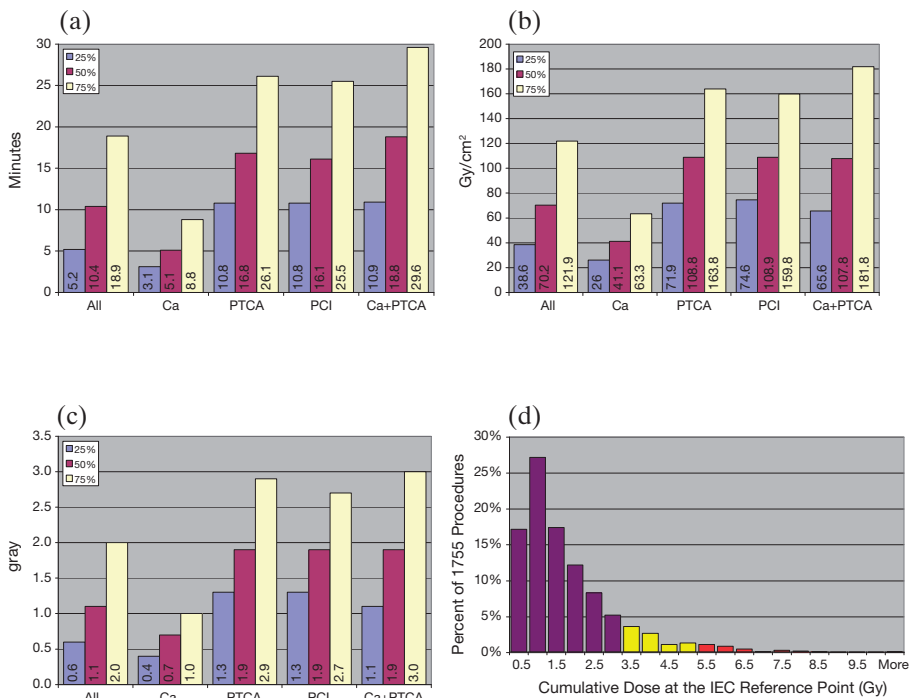 (a)
30
25
20
15
10
5
0
Minutes
25%
50%
75%
5.2 10.4 18.9 3.1 5.1 8.8 10.8 16.8 26.1 10.8 16.1 25.5 10.9 18.8 29.6
All Ca PTCA PCI Ca+PTCA
(b)
200
180
160
140
120
100
80
60
40
20
0
Gy/cm²
25%
50%
75%
38.6 70.2 121.9 26 41.1 63.3 71.9 108.8 163.8 74.6 108.9 159.8 65.6 107.8 181.8
All Ca PTCA PCI Ca+PTCA
(c)
3.5
3.0
2.5
2.0
1.5
1.0
0.5
0.0
gray
25%
50%
75%
0.6 1.1 2.0 0.4 0.7 1.0 1.3 1.9 2.9 1.3 1.9 2.7 1.1 1.9 3.0
All Ca PTCA PCI Ca+PTCA
(d)
30%
25%
20%
15%
10%
5%
0%
Percent of 1755 Procedures
0.5 1.5 2.5 3.5 4.5 5.5 6.5 7.5 8.5 9.5 More
Cumulative Dose at the IEC Reference Point (Gy)